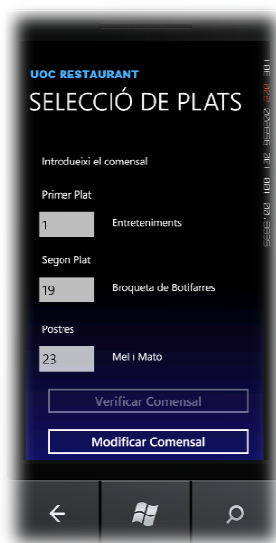 UOC RESTAURANT
SELECCIÓ DE PLATS
Introdueixi el comensal
Primer Plat
1 Entreteniments
Segon Plat
19 Broqueta de Botifarres
Postres
23 Mel i Mató
Verificar Comensal
Modificar Comensal